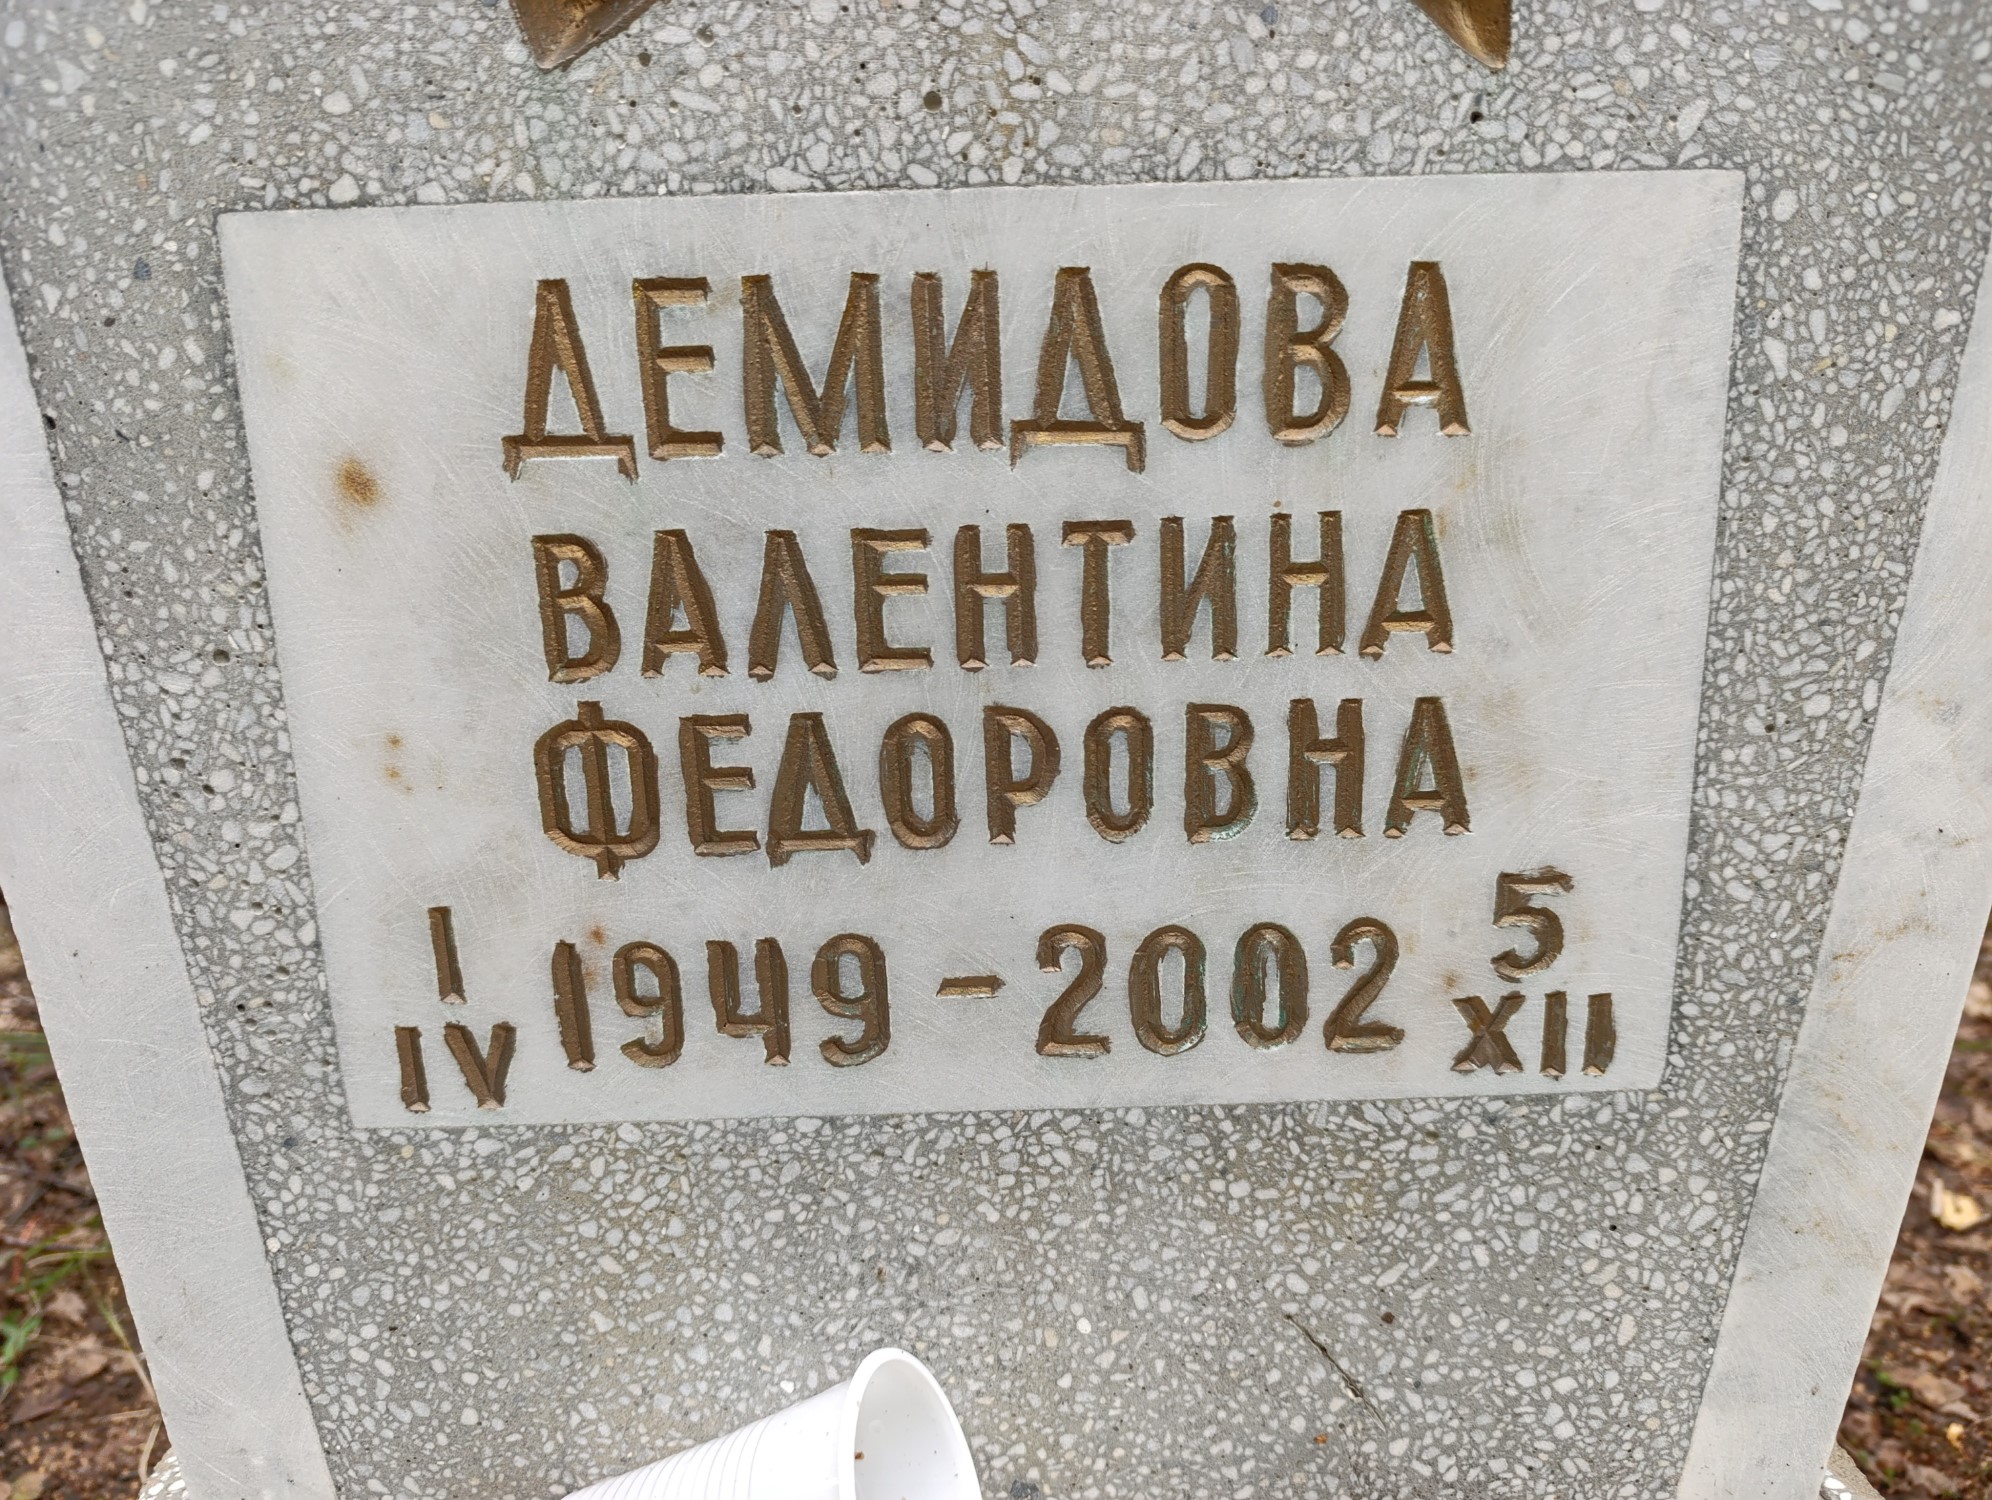 ДЕМИДОВА
ВАЛЕНТИНА
ФЕДОРОВНА
I
IV 1949 - 2002 5
XII